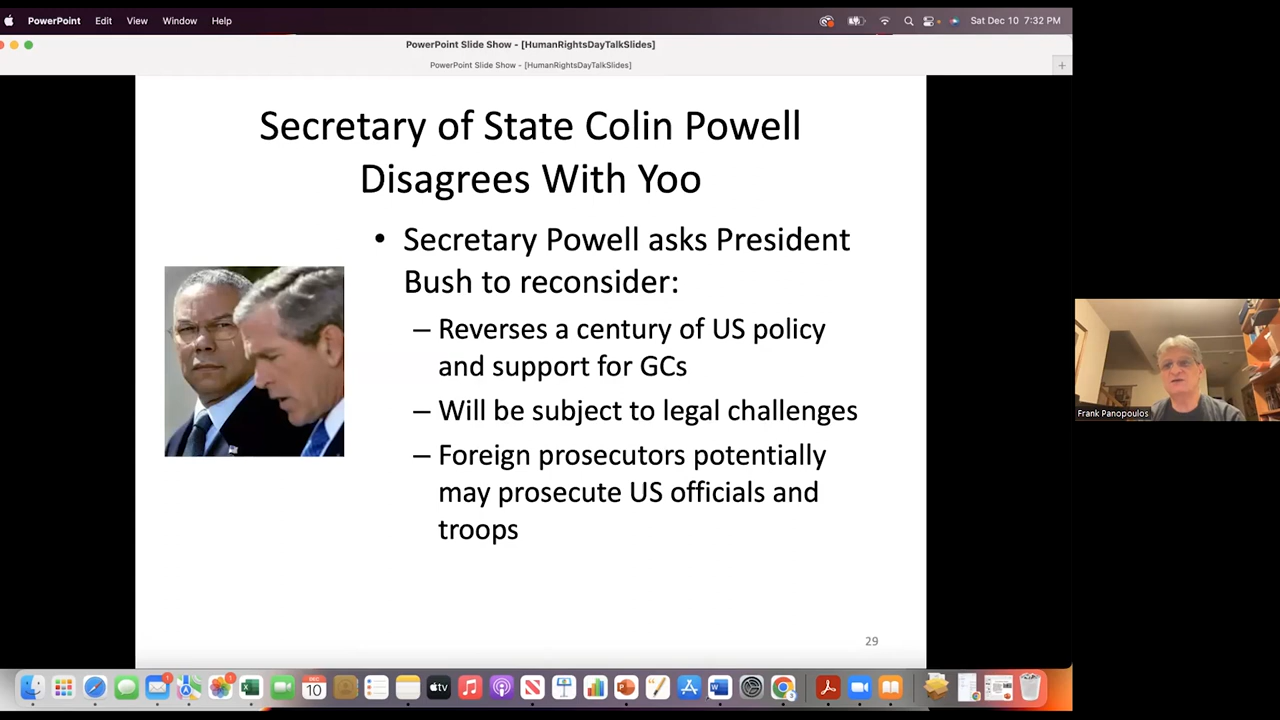 PowerPoint Edit View Window Help Sat Dec 10 7:32 PM
PowerPoint Slide Show - [HumanRightsDayTalkSlides]
PowerPoint Slide Show - [HumanRightsDayTalkSlides]
Secretary of State Colin Powell
Disagrees With Yoo
• Secretary Powell asks President
Bush to reconsider:
– Reverses a century of US policy
and support for GCs
– Will be subject to legal challenges
– Foreign prosecutors potentially
may prosecute US officials and
troops
29
Frank Panopoulos
DEC
10
tv